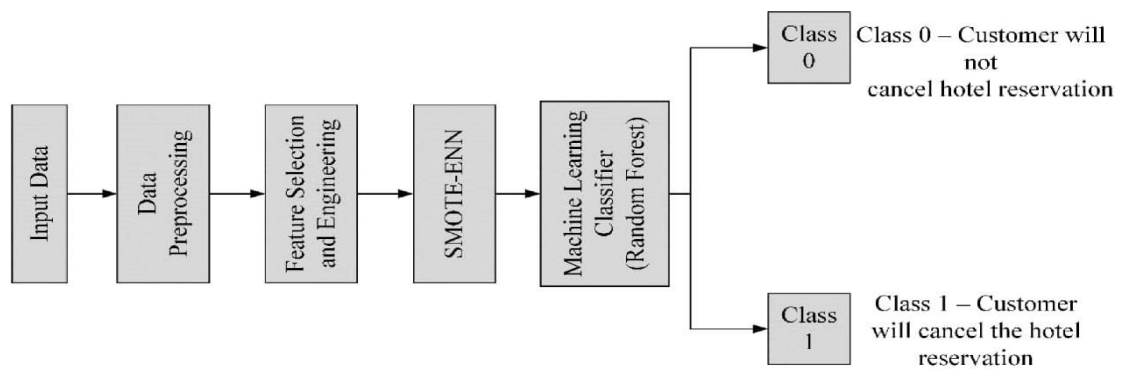 Input Data
Data
Preprocessing
Feature Selection
and Engineering
SMOTE-ENN
Machine Learning
Classifier
(Random Forest)
Class
0
Class 0 – Customer will
not
cancel hotel reservation
Class
1
Class 1 – Customer
will cancel the hotel
reservation